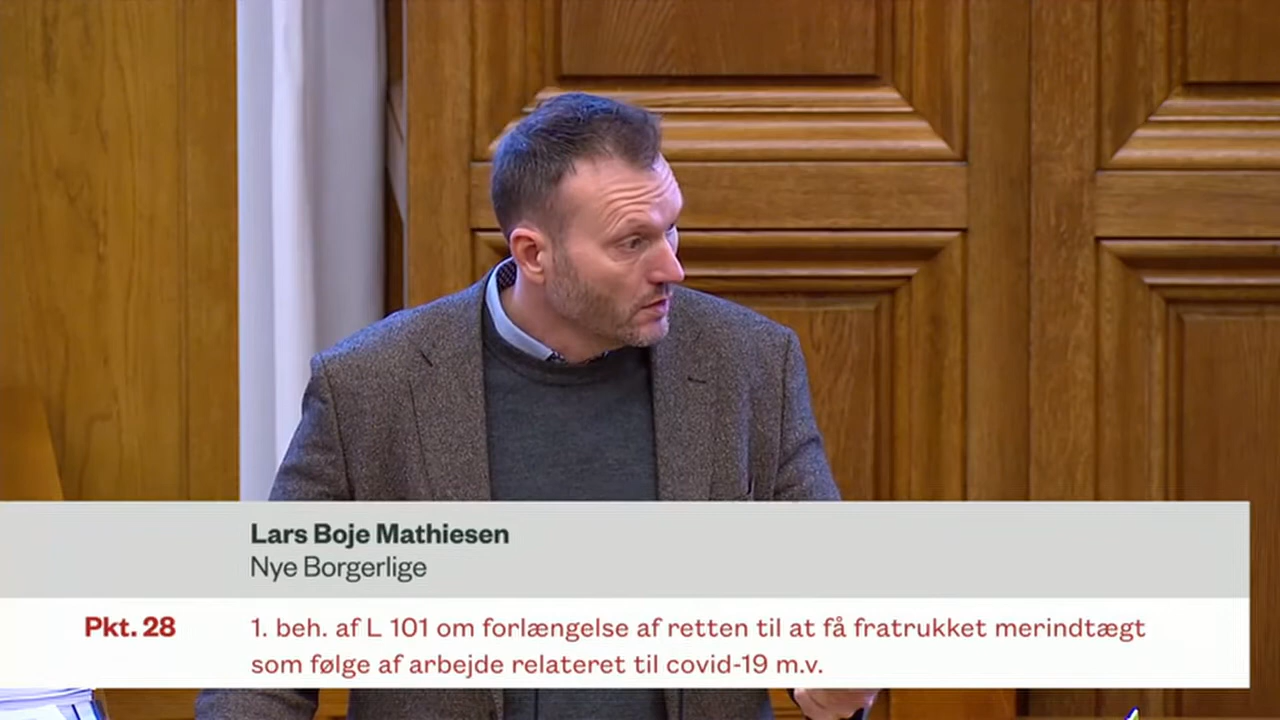 Lars Boje Mathiesen
Nye Borgerlige
Pkt. 28
1. beh. af L 101 om forlængelse af retten til at få fratrukket merindtægt
som følge af arbejde relateret til covid-19 m.v.